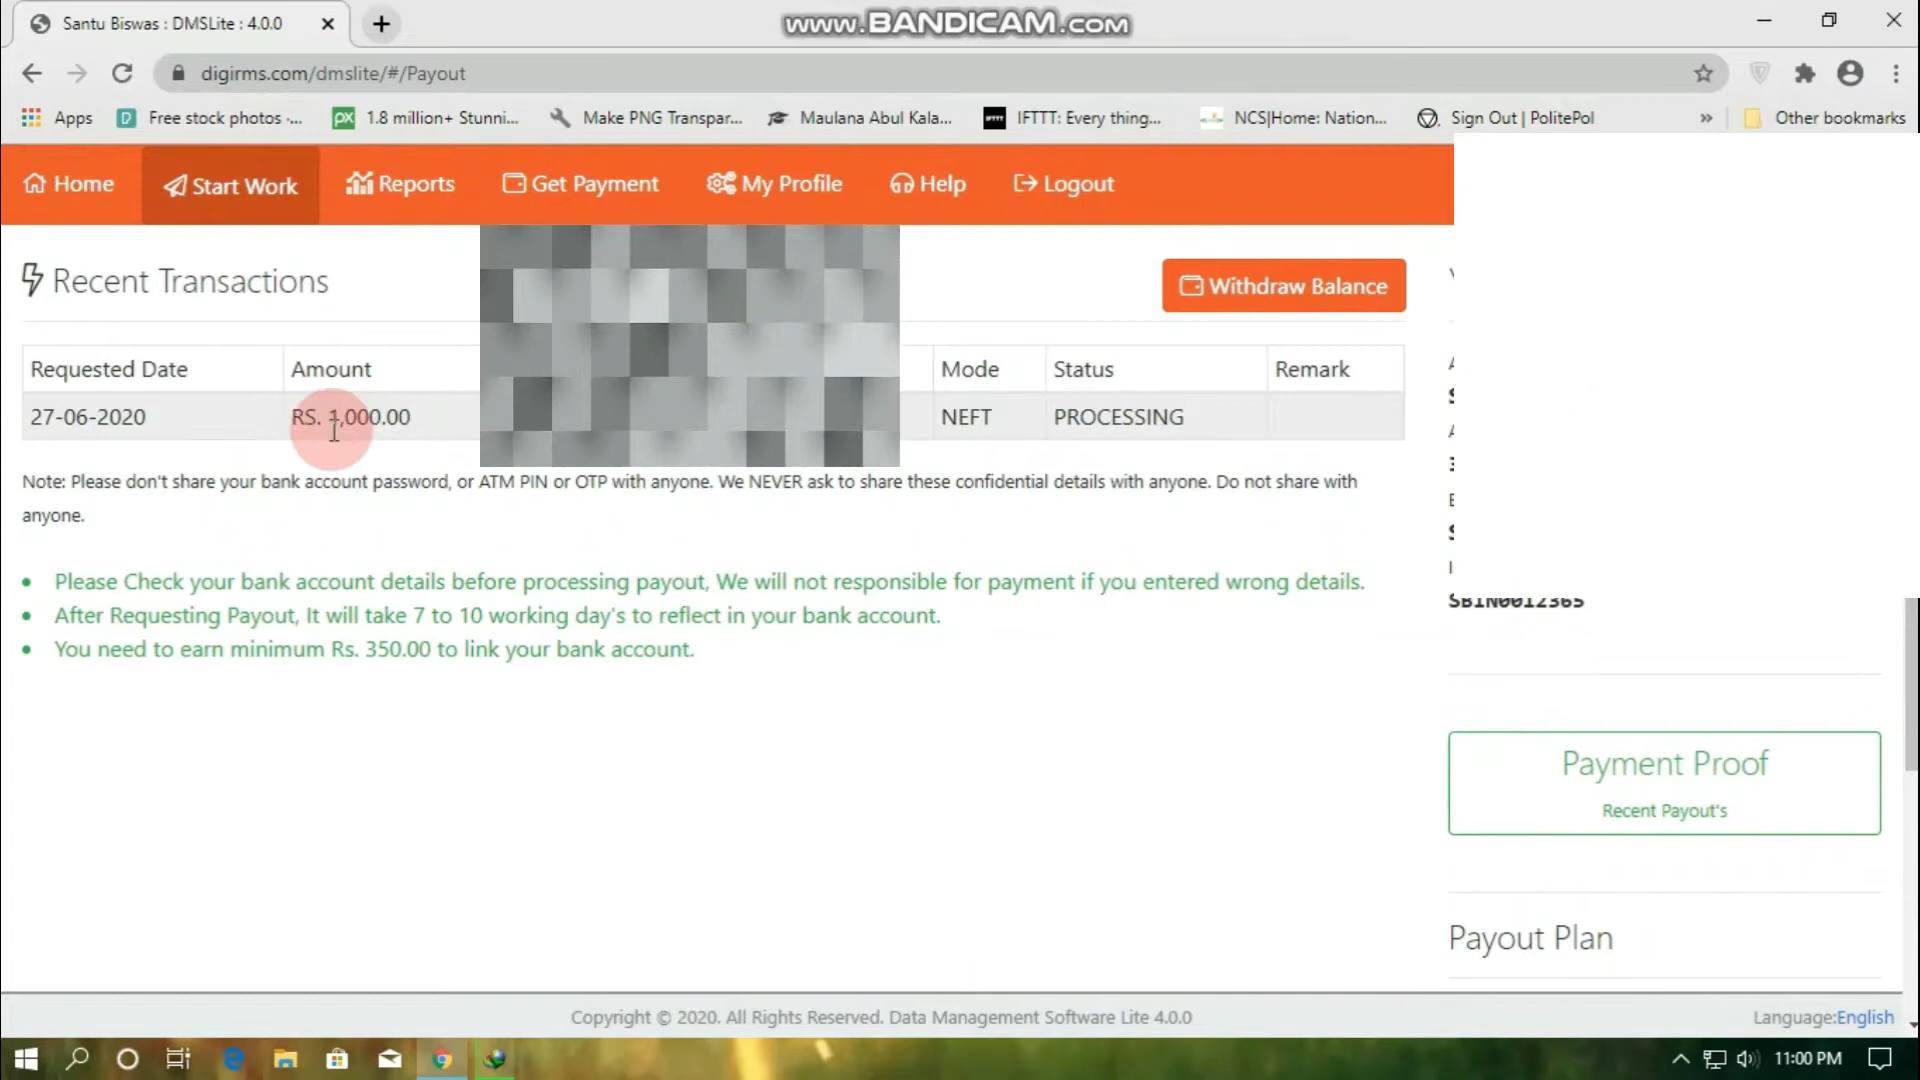 Santu Biswas : DMSLite : 4.0.0
www.BANDICAM.com
digirms.com/dmslite/#/Payout
Apps
Free stock photos -...
1.8 million+ Stunni...
Make PNG Transpar...
Maulana Abul Kala...
IFTTT: Every thing...
NCS|Home: Nation...
Sign Out | PolitePol
»
Other bookmarks
Home
Start Work
Reports
Get Payment
My Profile
Help
Logout
Recent Transactions
Withdraw Balance
Requested Date Amount Mode Status Remark
27-06-2020 RS. 1,000.00 NEFT PROCESSING
Note: Please don't share your bank account password, or ATM PIN or OTP with anyone. We NEVER ask to share these confidential details with anyone. Do not share with
anyone.
• Please Check your bank account details before processing payout, We will not responsible for payment if you entered wrong details.
• After Requesting Payout, It will take 7 to 10 working day's to reflect in your bank account.
• You need to earn minimum Rs. 350.00 to link your bank account.
SBIN0012365
Payment Proof
Recent Payout's
Payout Plan
Copyright © 2020. All Rights Reserved. Data Management Software Lite 4.0.0
Language:English
11:00 PM